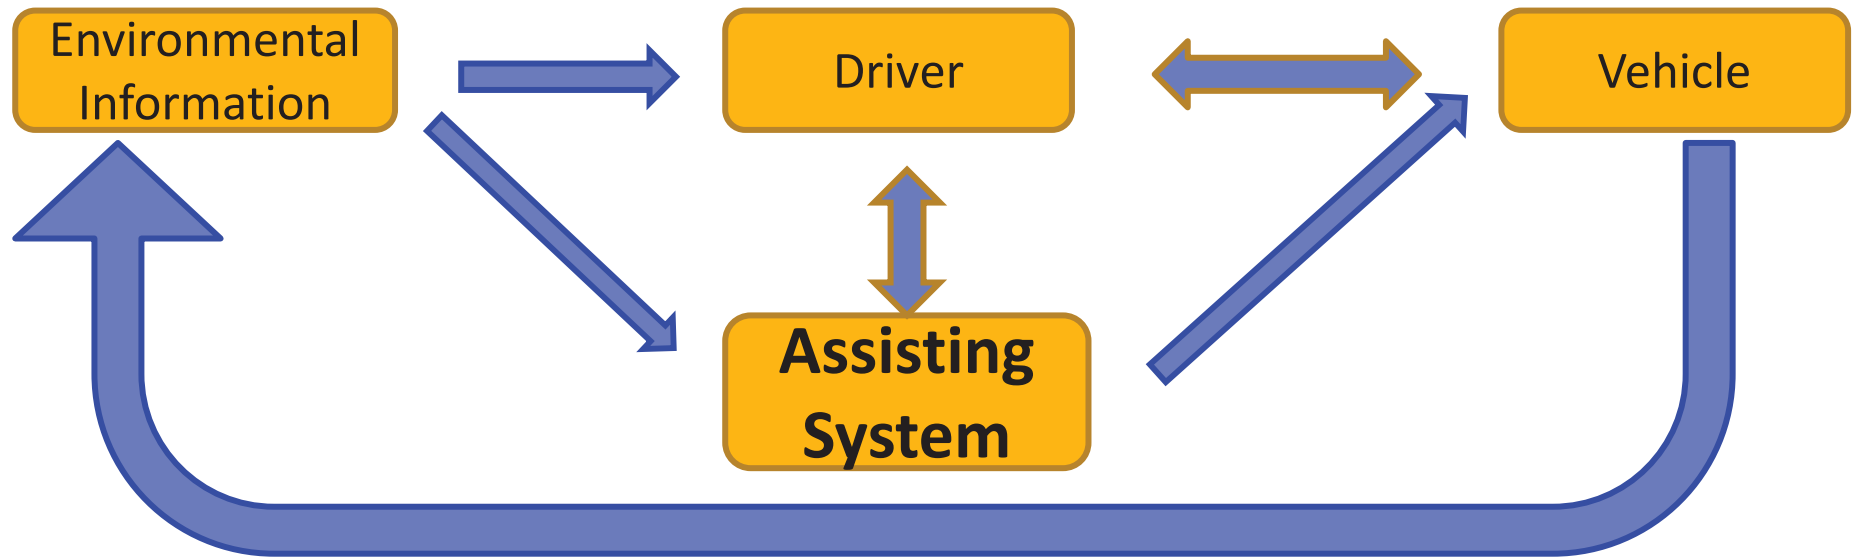 Environmental
Information
Driver
Vehicle
Assisting
System